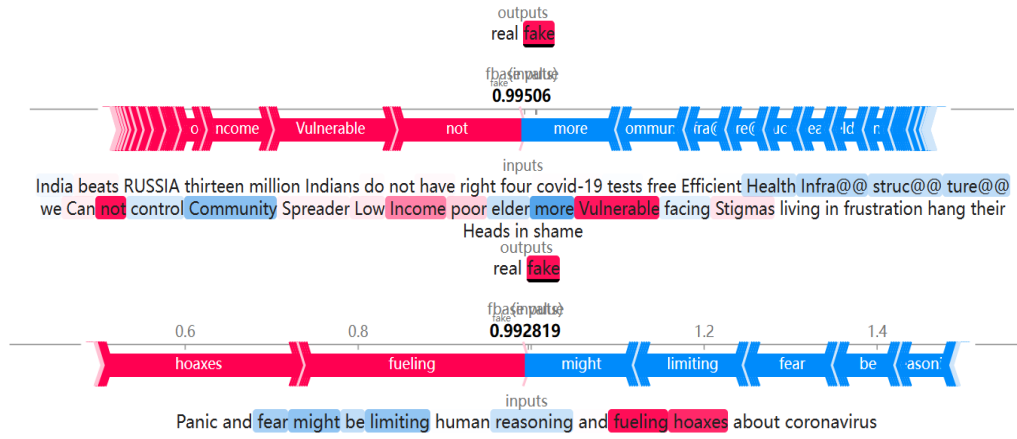 outputs
real fake
0.99506
ncome Vulnerable not more
inputs
India beats RUSSIA thirteen million Indians do not have right four covid-19 tests free Efficient Health Infra@@ struc@@ ture@@
we Can not control Community Spreader Low Income poor elder more Vulnerable facing Stigmas living in frustration hang their
Heads in shame
outputs
real fake
0.6 0.8 0.992819 1.2 1.4
hoaxes fueling might limiting fear be
inputs
Panic and fear might be limiting human reasoning and fueling hoaxes about coronavirus